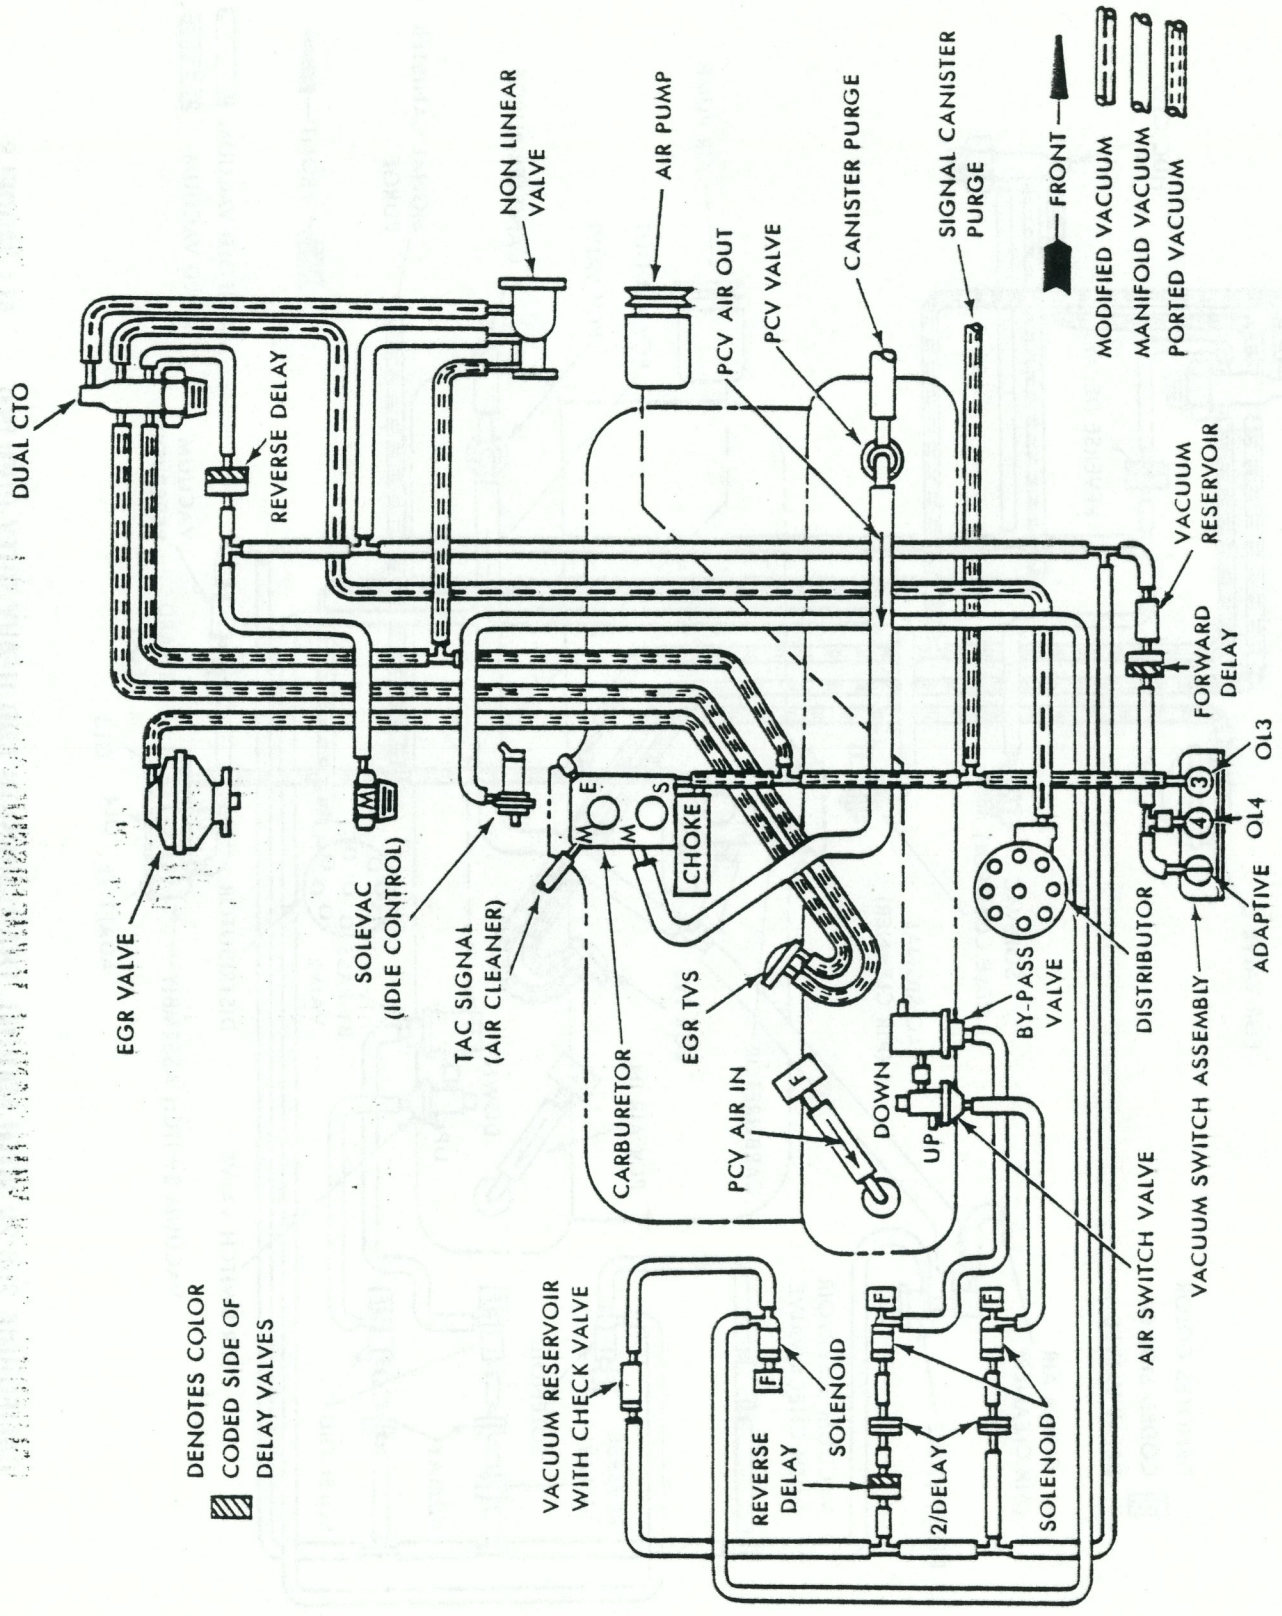 DUAL CTO
EGR VALVE
DENOTES COLOR
CODED SIDE OF
DELAY VALVES
REVERSE DELAY
SOLEVAC
(IDLE CONTROL)
TAC SIGNAL
(AIR CLEANER)
NON LINEAR
VALVE
VACUUM RESERVOIR
WITH CHECK VALVE
CARBURETOR
M
E
M
S
CHOKE
AIR PUMP
EGR TVS
PCV AIR IN
F
PCV AIR OUT
PCV VALVE
CANISTER PURGE
F
SOLENOID
REVERSE
DELAY
F
DOWN
UP
2/DELAY
F
SOLENOID
BY-PASS
VALVE
SIGNAL CANISTER
PURGE
FRONT
DISTRIBUTOR
AIR SWITCH VALVE
VACUUM SWITCH ASSEMBLY
1
4
3
ADAPTIVE
OL4
OL3
FORWARD
DELAY
VACUUM
RESERVOIR
MODIFIED VACUUM
MANIFOLD VACUUM
PORTED VACUUM